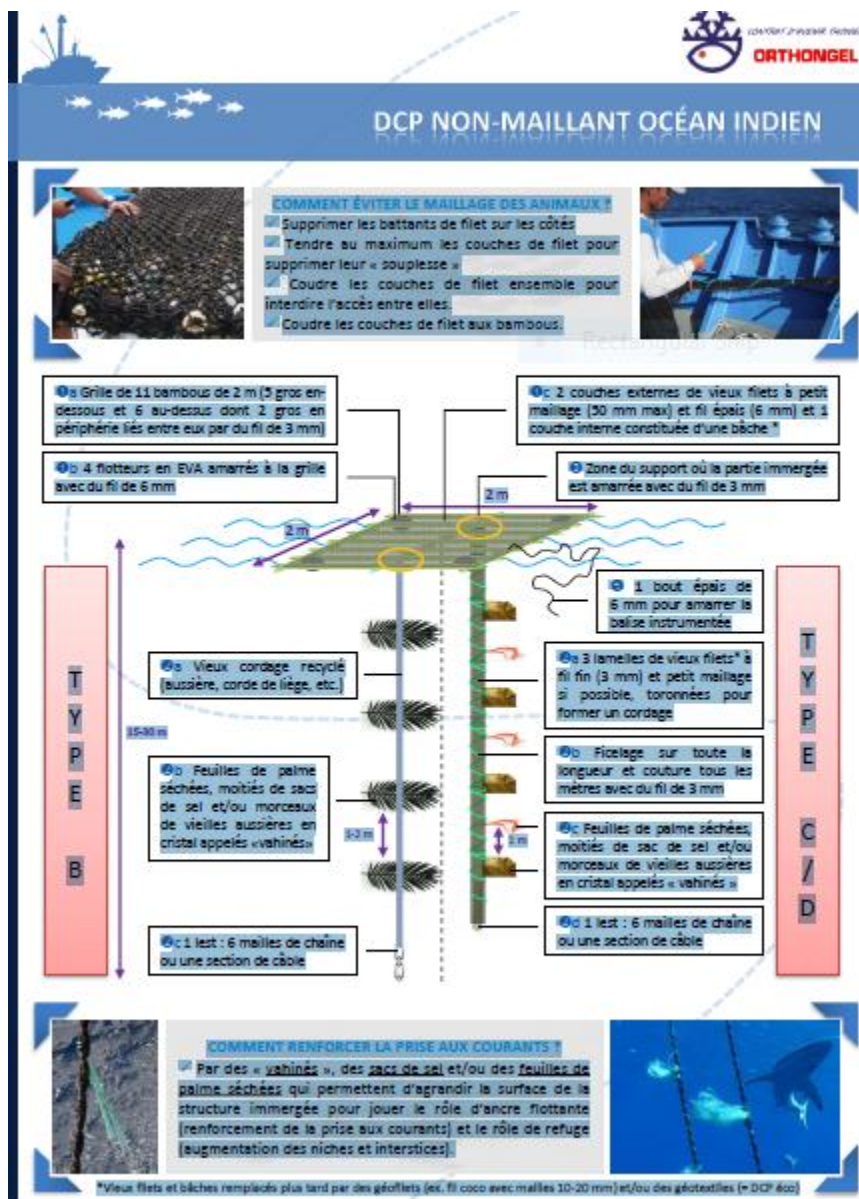 ORTHONGEL
DCP NON-MAILLANT OCÉAN INDIEN
COMMENT ÉVITER LE MAILLAGE DES ANIMAUX ?
Supprimer les battants de filet sur les côtés
Tendre au maximum les couches de filet pour
supprimer leur « souplesse »
Coudre les couches de filet ensemble pour
interdire l'accès entre elles.
Coudre les couches de filet aux bambous.
Rectangular Snip
1a Grille de 11 bambous de 2 m (5 gros en-
dessous et 6 au-dessus dont 2 gros en
périphérie liés entre eux par du fil de 3 mm)
1b 4 flotteurs en EVA amarrés à la grille
avec du fil de 6 mm
1c 2 couches externes de vieux filets à petit
maillage (50 mm max) et fil épais (6 mm) et 1
couche interne constituée d'une bâche *
2 Zone du support où la partie immergée
est amarrée avec du fil de 3 mm
2 m
2 m
1 bout épais de
6 mm pour amarrer la
balise instrumentée
TYPE B
15-80 m
2a Vieux cordage recyclé
(aussière, corde de liège, etc.)
2b Feuilles de palme
séchées, moitiés de sacs
de sel et/ou morceaux
de vieilles aussières en
cristal appelés «vahinés»
1-2 m
2c 1 lest : 6 mailles de chaîne
ou une section de câble
2a 3 lamelles de vieux filets* à
fil fin (3 mm) et petit maillage
si possible, toronnées pour
former un cordage
2b Ficelage sur toute la
longueur et couture tous les
mètres avec du fil de 3 mm
2c Feuilles de palme séchées,
moitiés de sac de sel et/ou
morceaux de vieilles aussières
en cristal appelés « vahinés »
1 m
2d 1 lest : 6 mailles de chaîne
ou une section de câble
TYPE C/D
COMMENT RENFORCER LA PRISE AUX COURANTS ?
Par des « vahinés », des sacs de sel et/ou des feuilles de
palme séchées qui permettent d'agrandir la surface de la
structure immergée pour jouer le rôle d'ancre flottante
(renforcement de la prise aux courants) et le rôle de refuge
(augmentation des niches et interstices).
*Vieux filets et bâches remplacés plus tard par des géofilets (ex. fil coco avec mailles 10-20 mm) et/ou des géotextiles (= DCP éco)